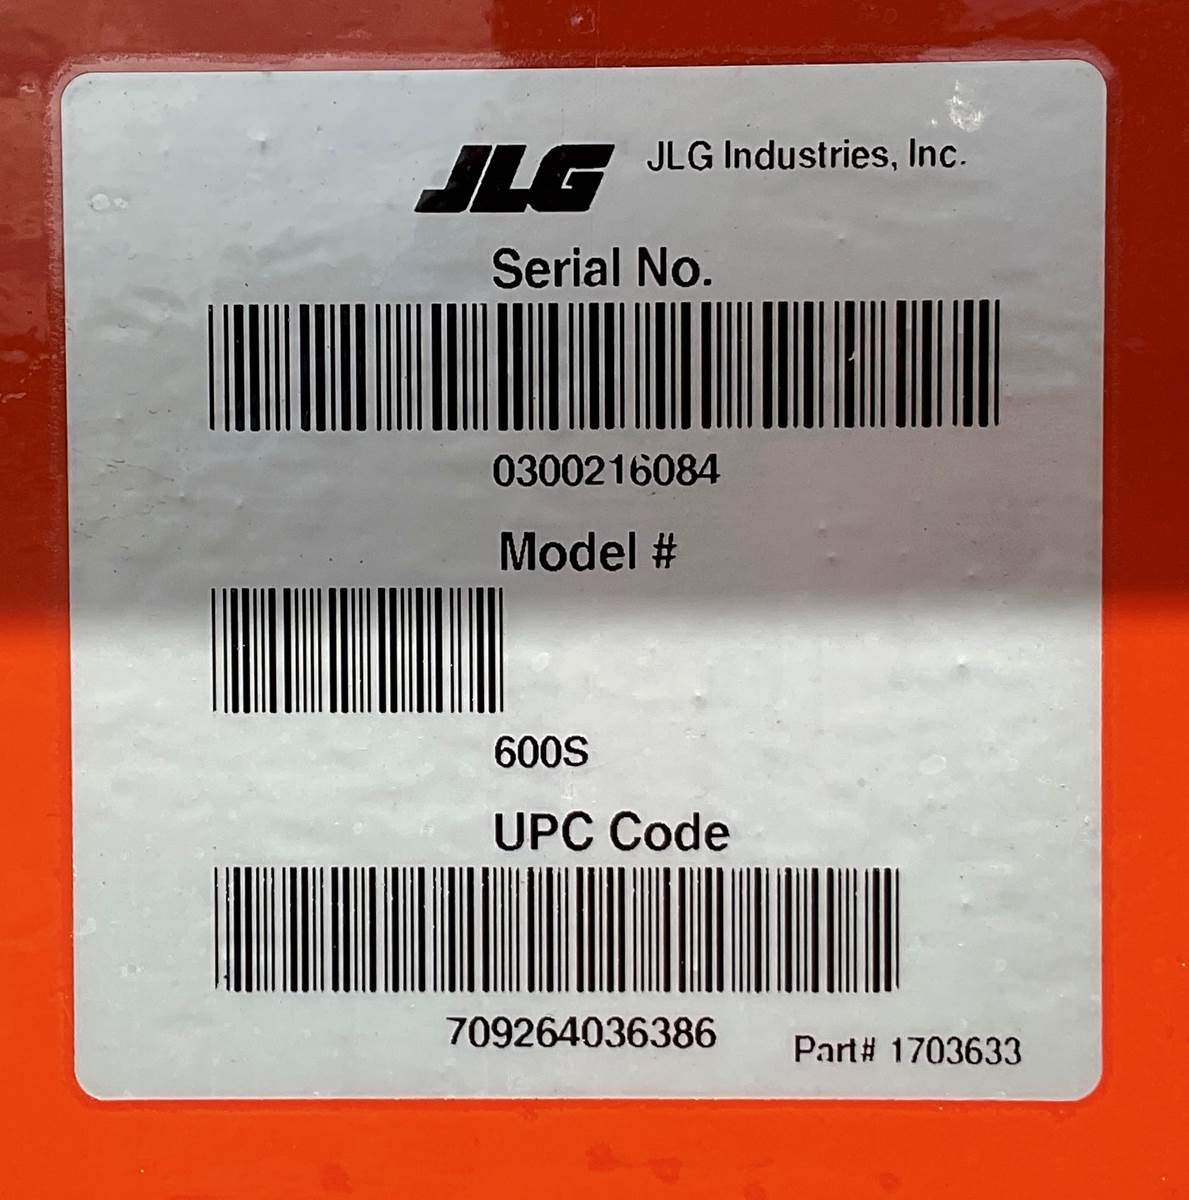 JLG JLG Industries, Inc.
Serial No.
0300216084
Model #
600S
UPC Code
709264036386
Part# 1703633